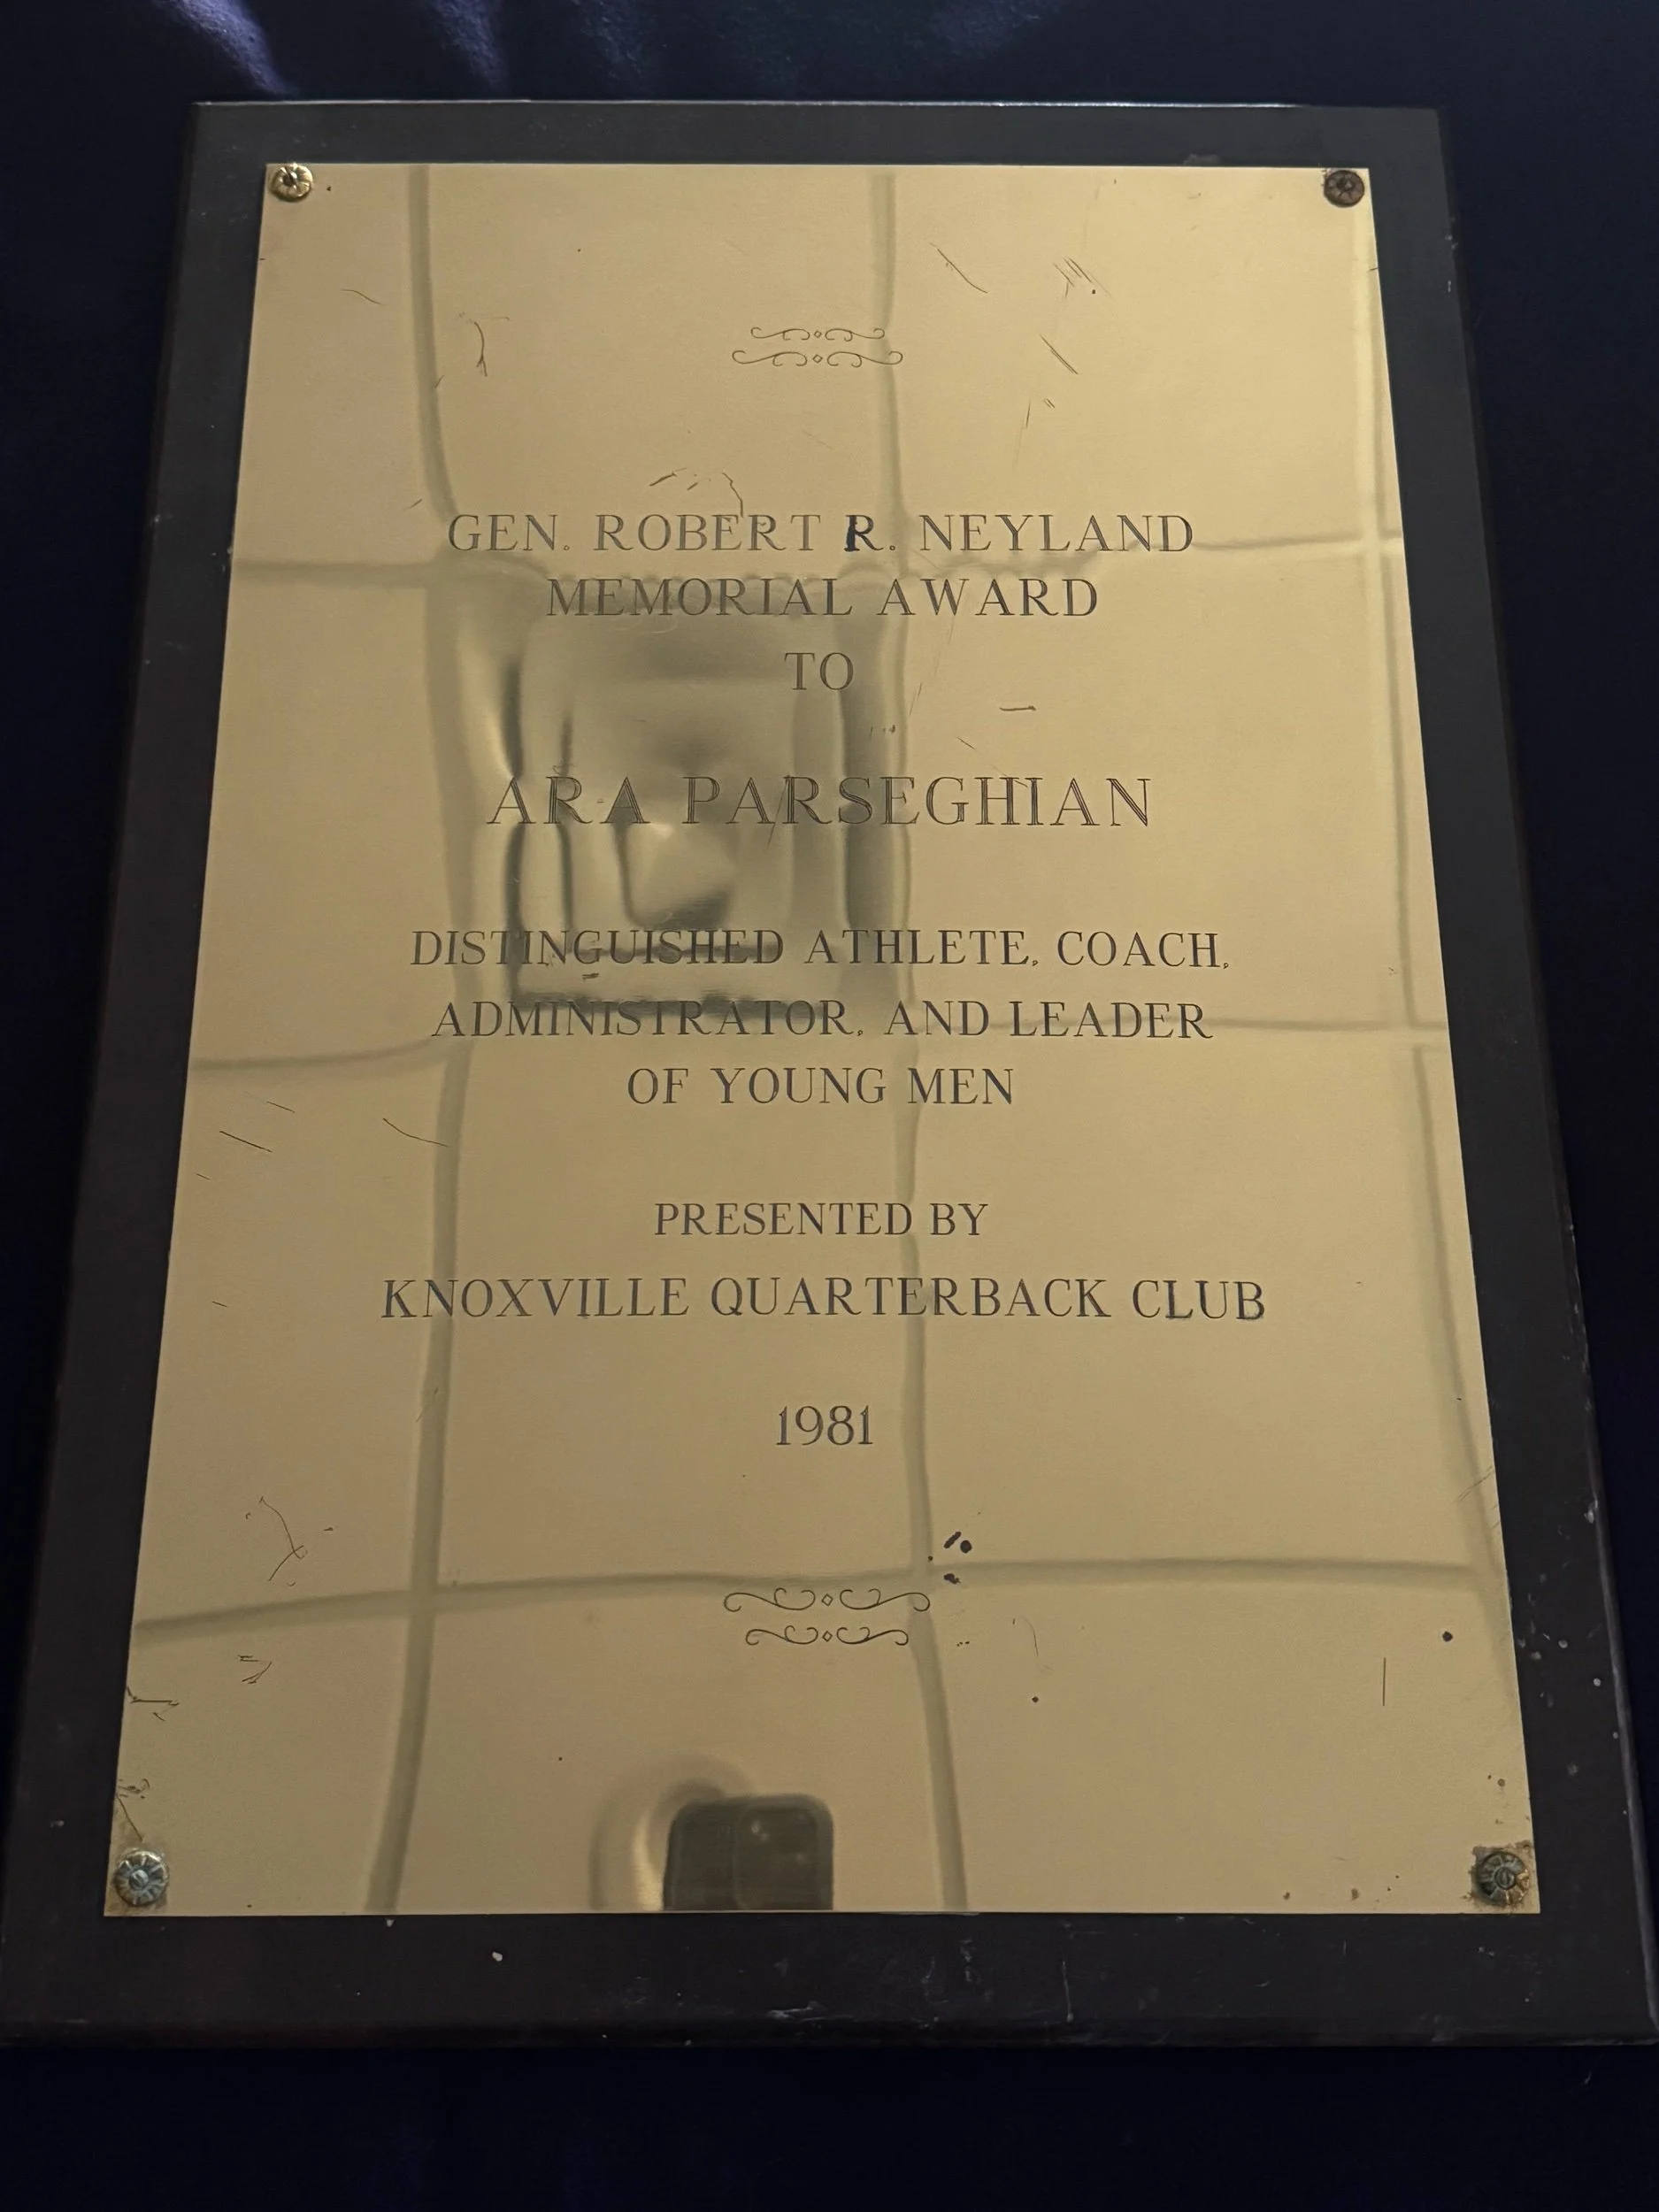 GEN. ROBERT R. NEYLAND
MEMORIAL AWARD
TO
ARA PARSEGHIAN
DISTINGUISHED ATHLETE, COACH,
ADMINISTRATOR, AND LEADER
OF YOUNG MEN
PRESENTED BY
KNOXVILLE QUARTERBACK CLUB
1981